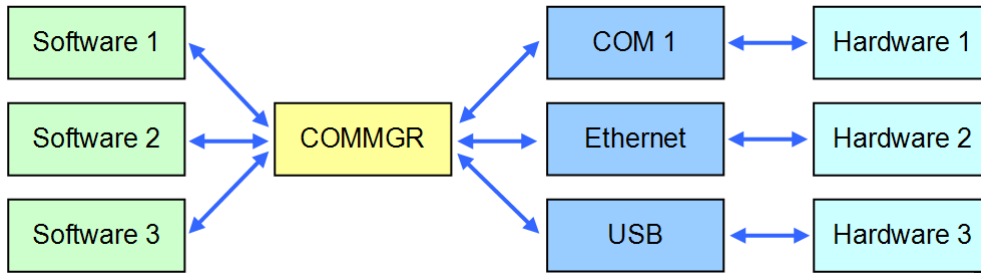 Software 1
COM 1
Hardware 1
Software 2
COMMGR
Ethernet
Hardware 2
Software 3
USB
Hardware 3